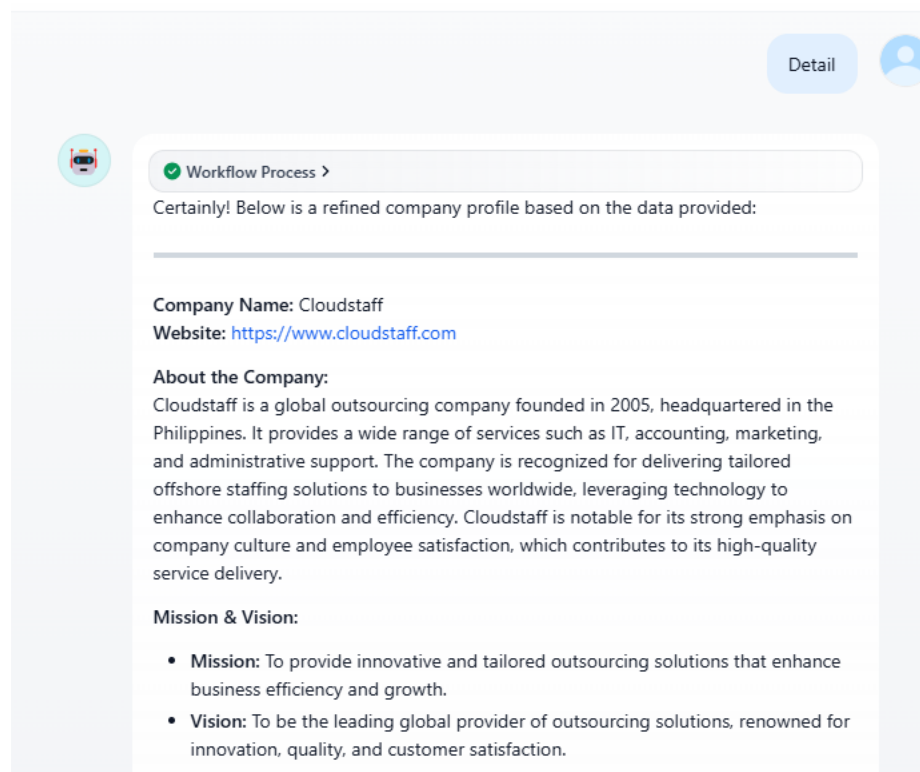 Detail
Workflow Process >
Certainly! Below is a refined company profile based on the data provided:
Company Name: Cloudstaff
Website: https://www.cloudstaff.com
About the Company:
Cloudstaff is a global outsourcing company founded in 2005, headquartered in the
Philippines. It provides a wide range of services such as IT, accounting, marketing,
and administrative support. The company is recognized for delivering tailored
offshore staffing solutions to businesses worldwide, leveraging technology to
enhance collaboration and efficiency. Cloudstaff is notable for its strong emphasis on
company culture and employee satisfaction, which contributes to its high-quality
service delivery.
Mission & Vision:
• Mission: To provide innovative and tailored outsourcing solutions that enhance
business efficiency and growth.
• Vision: To be the leading global provider of outsourcing solutions, renowned for
innovation, quality, and customer satisfaction.